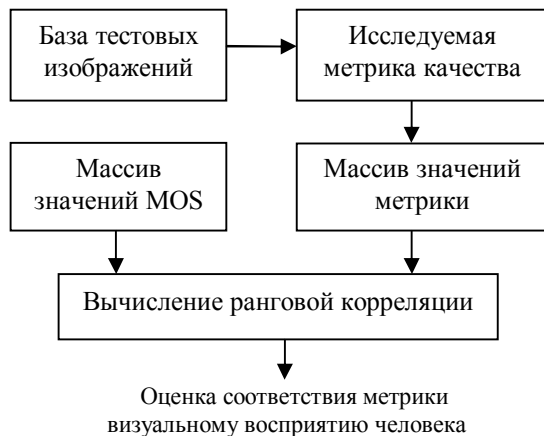 База тестовых
изображений
Исследуемая
метрика качества
Массив
значений MOS
Массив значений
метрики
Вычисление ранговой корреляции
Оценка соответствия метрики
визуальному восприятию человека